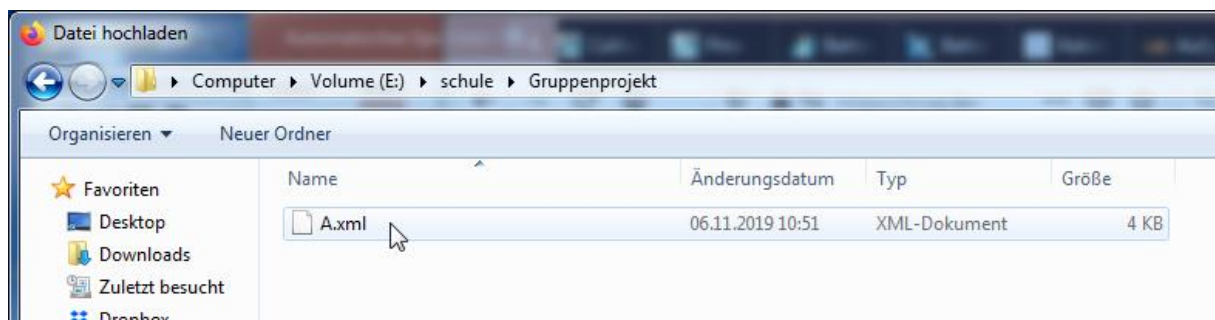 Datei hochladen
Computer Volume (E:) schule Gruppenprojekt
Organisieren Neuer Ordner
Name Änderungsdatum Typ Größe
Favoriten
A.xml 06.11.2019 10:51 XML-Dokument 4 KB
Desktop
Downloads
Zuletzt besucht
Dropbox